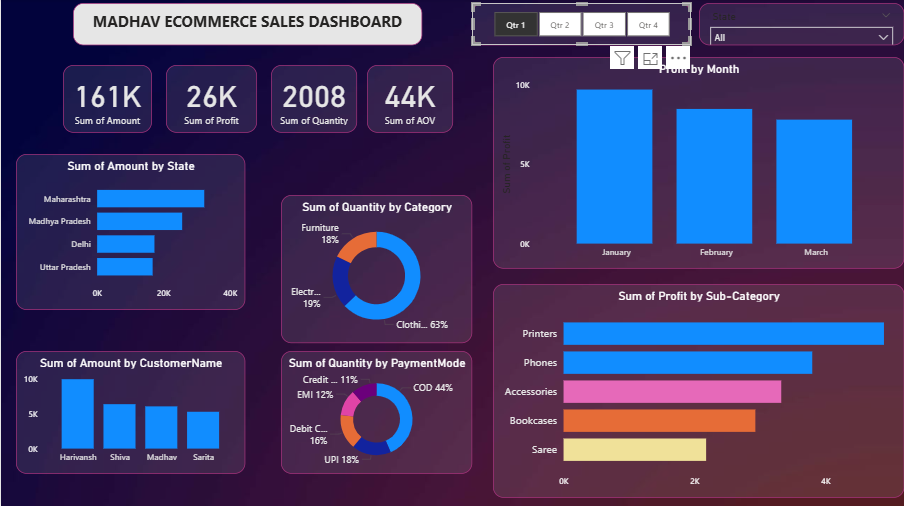 MADHAV ECOMMERCE SALES DASHBOARD
Qtr 1
Qtr 2
Qtr 3
Qtr 4
State
All
161K
Sum of Amount
26K
Sum of Profit
2008
Sum of Quantity
44K
Sum of AOV
Profit by Month
Sum of Profit
10K
5K
0K
January
February
March
Sum of Amount by State
Maharashtra
Madhya Pradesh
Delhi
Uttar Pradesh
0K
20K
40K
Sum of Quantity by Category
Furniture
18%
Electr...
19%
Clothi... 63%
Sum of Profit by Sub-Category
Printers
Phones
Accessories
Bookcases
Saree
0K
2K
4K
Sum of Amount by CustomerName
10K
5K
0K
Harivansh
Shiva
Madhav
Sarita
Sum of Quantity by PaymentMode
Credit ... 11%
COD 44%
EMI 12%
Debit C...
16%
UPI 18%